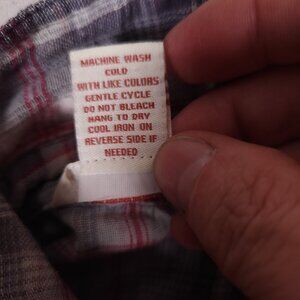 MACHINE WASH
COLD
WITH LIKE COLORS
GENTLE CYCLE
DO NOT BLEACH
HANG TO DRY
COOL IRON ON
REVERSE SIDE IF
NEEDED